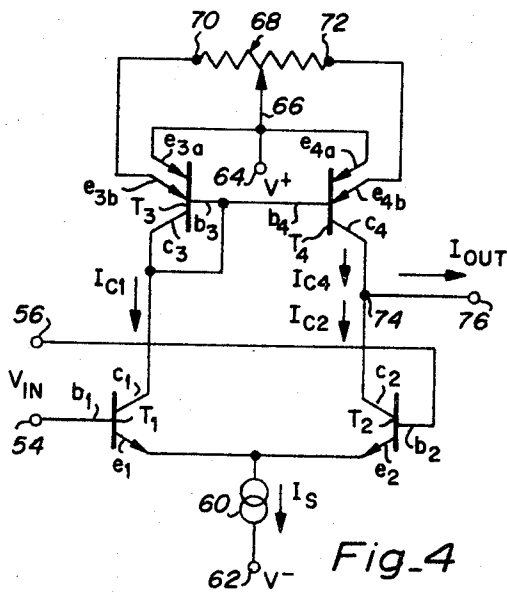 70 68 72
66
e3a e4a
64 V+
e3b e4b
T3 b3 b4 T4
c3 c4
IC1 IC4 IOUT
56 IC2 74 76
VIN
b1 c1 c2
54 T1 T2 b2
e1 e2
60 IS
62 V-
Fig_4